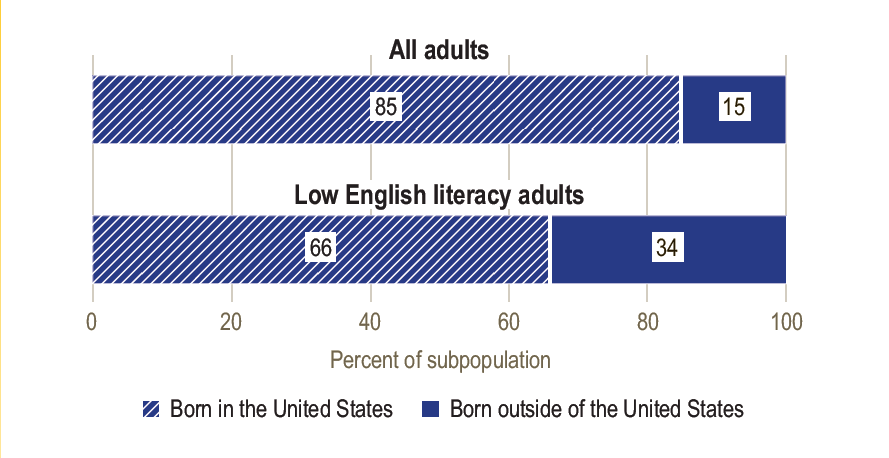 All adults
85 15
Low English literacy adults
66 34
0 20 40 60 80 100
Percent of subpopulation
Born in the United States Born outside of the United States